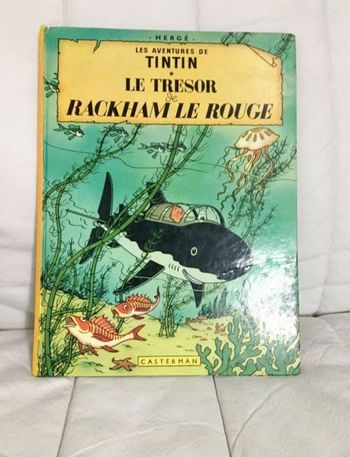 · HERGÉ ·
LES AVENTURES DE
TINTIN
*
LE TRESOR
de
RACKHAM LE ROUGE
CASTERMAN